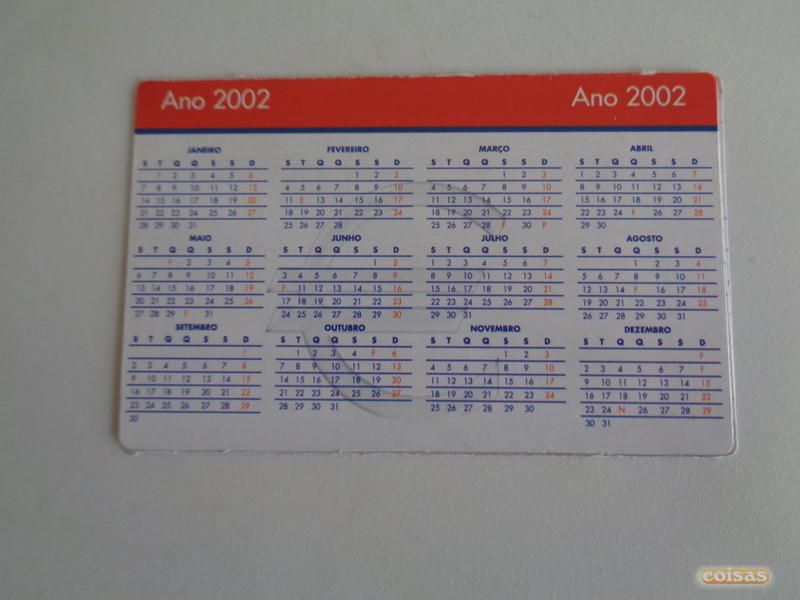 Ano 2002
Ano 2002
JANEIRO
S T Q Q S S D
F 2 3 4 5 6
7 8 9 10 11 12 13
14 15 16 17 18 19 20
21 22 23 24 25 26 27
28 29 30 31
FEVEREIRO
S T Q Q S S D
1 2 3
4 5 6 7 8 9 10
11 E 13 14 15 16 17
18 19 20 21 22 23 24
25 26 27 28
MARÇO
S T Q Q S S D
1 2 3
4 5 6 7 8 9 10
11 12 13 14 15 16 17
18 19 20 21 22 23 24
25 26 27 28 F 30 P
ABRIL
S T Q Q S S D
1 2 3 4 5 6 7
8 9 10 11 12 13 14
15 16 17 18 19 20 21
22 23 24 F 26 27 28
29 30
MAIO
S T Q Q S S D
F 2 3 4 5
6 7 8 9 10 11 12
13 14 15 16 17 18 19
20 21 22 23 24 25 26
27 28 29 F 31
JUNHO
S T Q Q S S D
1 2
3 4 5 6 7 8 9
F 11 12 13 14 15 16
17 18 19 20 21 22 23
24 25 26 27 28 29 30
JULHO
S T Q Q S S D
1 2 3 4 5 6 7
8 9 10 11 12 13 14
15 16 17 18 19 20 21
22 23 24 25 26 27 28
29 30 31
AGOSTO
S T Q Q S S D
1 2 3 4
5 6 7 8 9 10 11
12 13 14 F 16 17 18
19 20 21 22 23 24 25
26 27 28 29 30 31
SETEMBRO
S T Q Q S S D
1
2 3 4 5 6 7 8
9 10 11 12 13 14 15
16 17 18 19 20 21 22
23 24 25 26 27 28 29
30
OUTUBRO
S T Q Q S S D
1 2 3 4 F 6
7 8 9 10 11 12 13
14 15 16 17 18 19 20
21 22 23 24 25 26 27
28 29 30 31
NOVEMBRO
S T Q Q S S D
1 2 3
4 5 6 7 8 9 10
11 12 13 14 15 16 17
18 19 20 21 22 23 24
25 26 27 28 29 30
DEZEMBRO
S T Q Q S S D
F
2 3 4 5 6 7 F
9 10 11 12 13 14 15
16 17 18 19 20 21 22
23 24 N 26 27 28 29
30 31
coisas